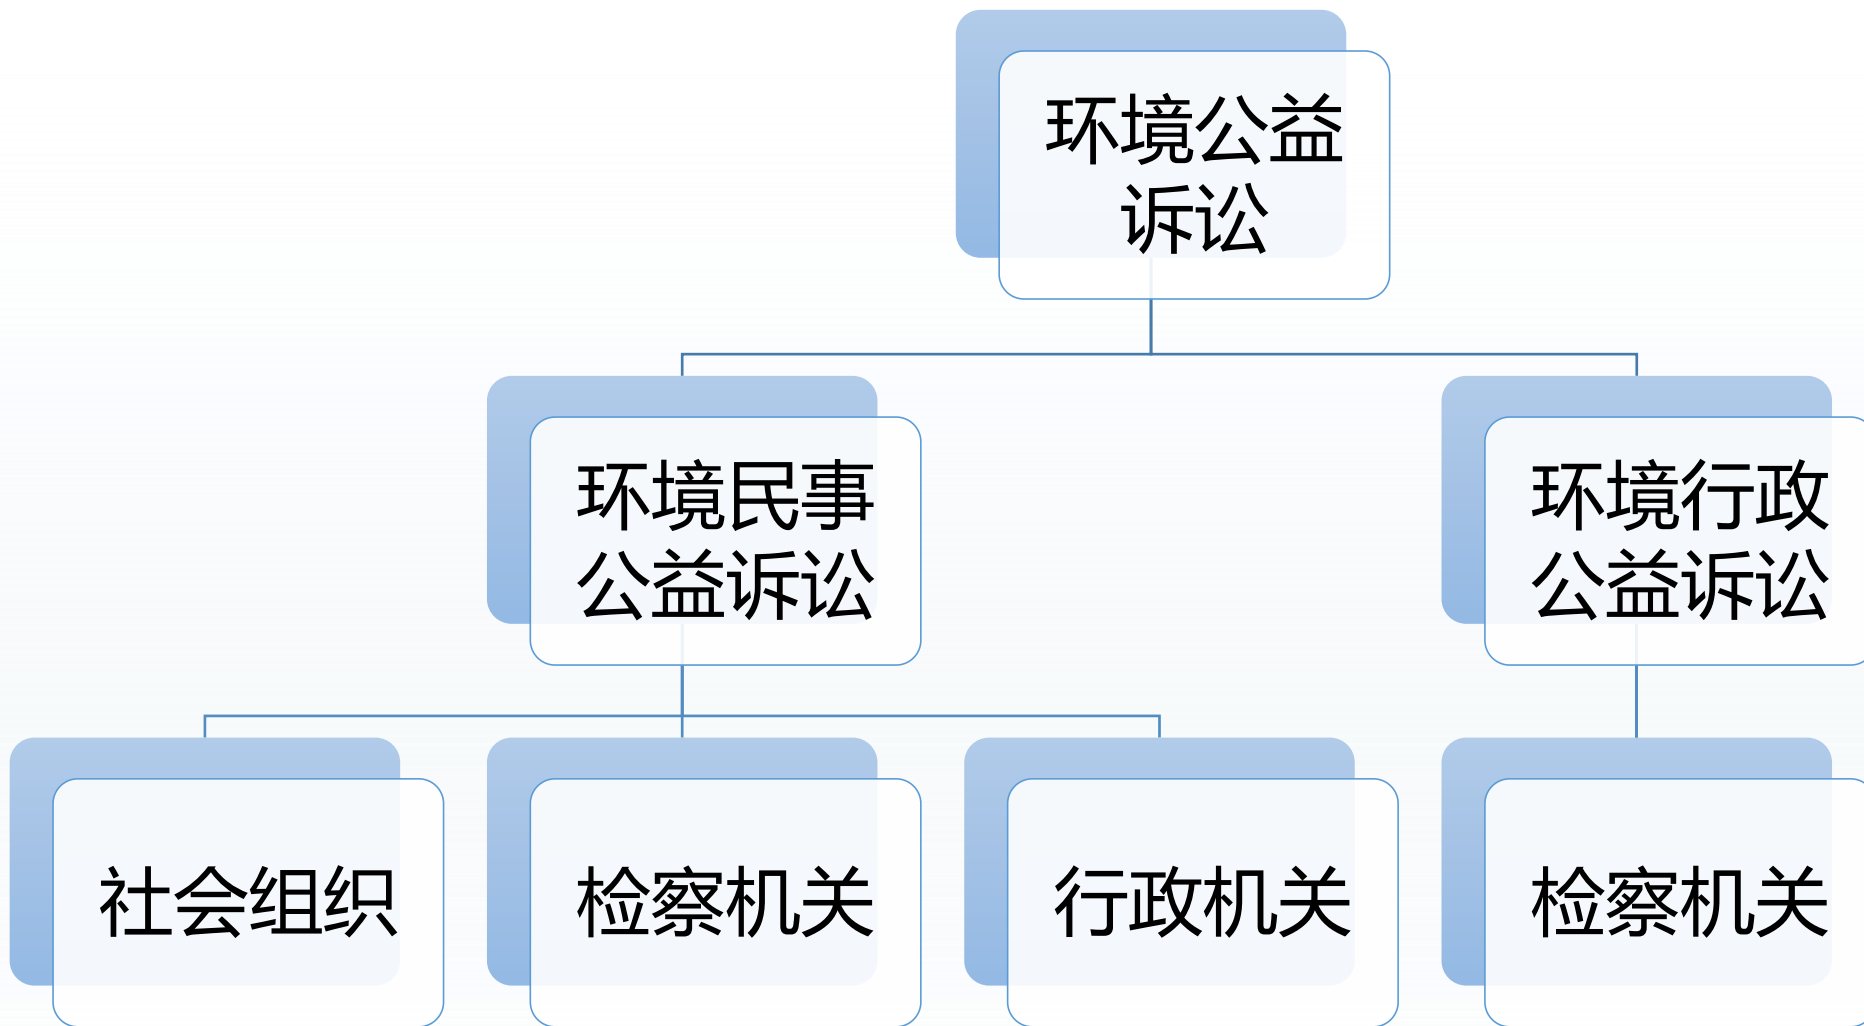 环境公益
诉讼
环境民事
公益诉讼
环境行政
公益诉讼
社会组织
检察机关
行政机关
检察机关